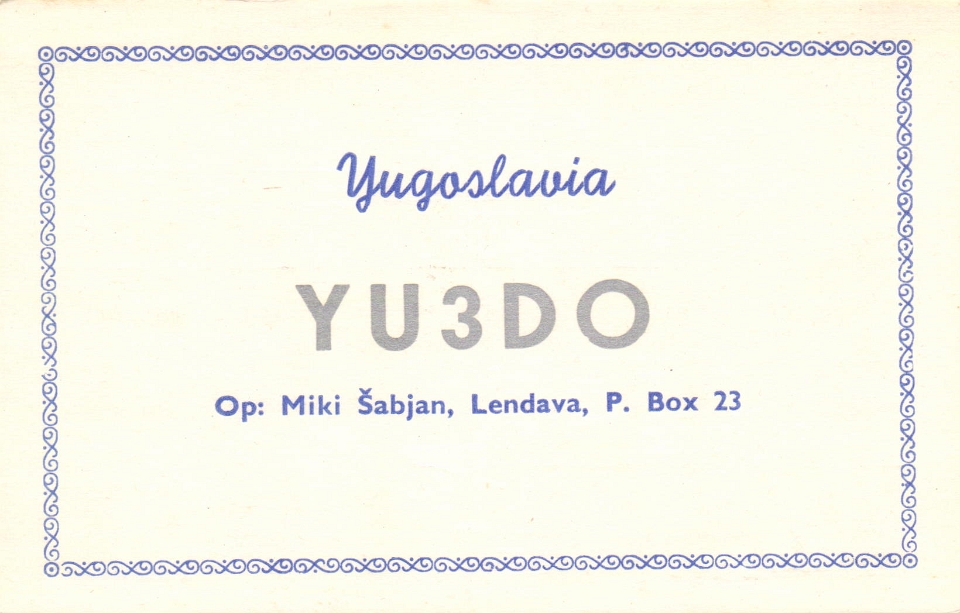 Yugoslavia
YU3DO
Op: Miki Šabjan, Lendava, P. Box 23